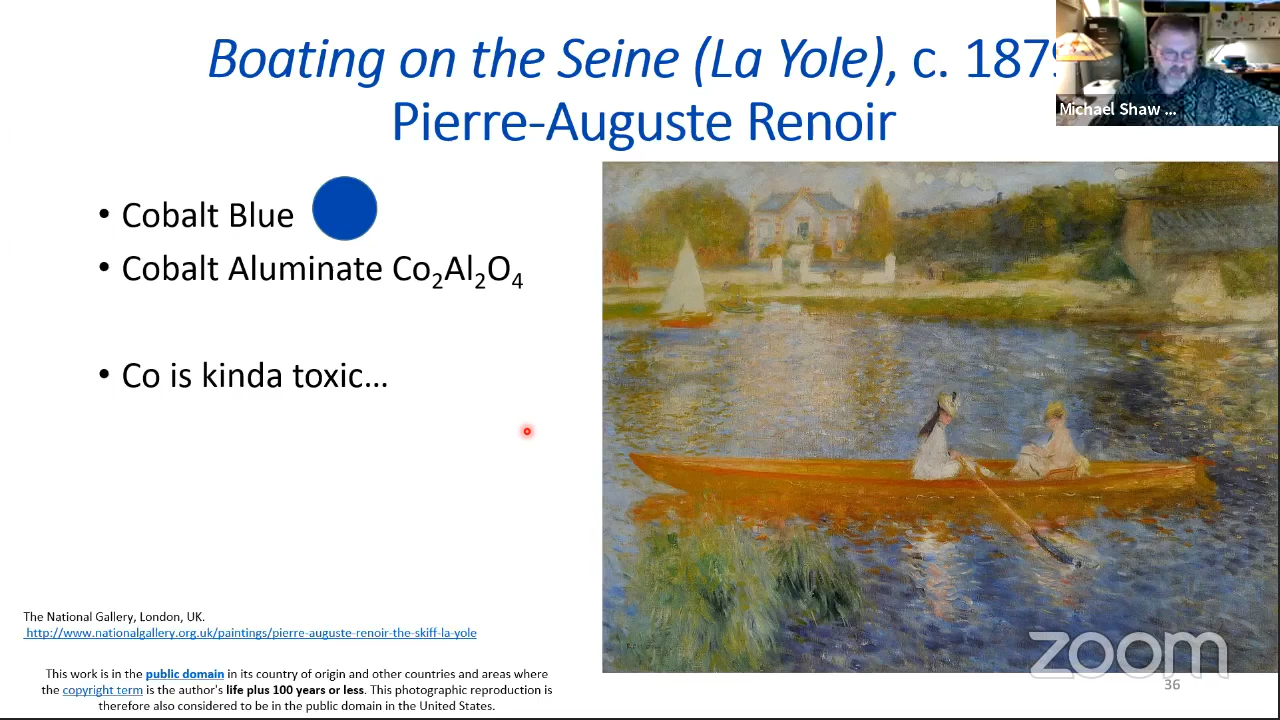 Boating on the Seine (La Yole), c. 1879
Pierre-Auguste Renoir
Michael Shaw ...
• Cobalt Blue
• Cobalt Aluminate Co₂Al₂O₄
• Co is kinda toxic...
The National Gallery, London, UK.
http://www.nationalgallery.org.uk/paintings/pierre-auguste-renoir-the-skiff-la-yole
This work is in the public domain in its country of origin and other countries and areas where
the copyright term is the author's life plus 100 years or less. This photographic reproduction is
therefore also considered to be in the public domain in the United States.
zoom
36